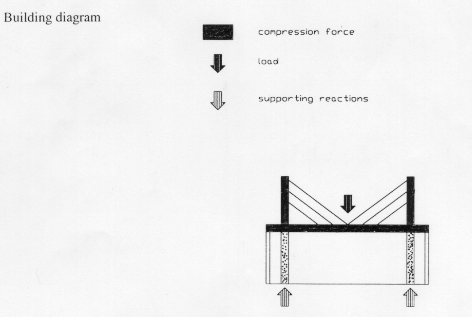 Building diagram
compression force
load
supporting reactions